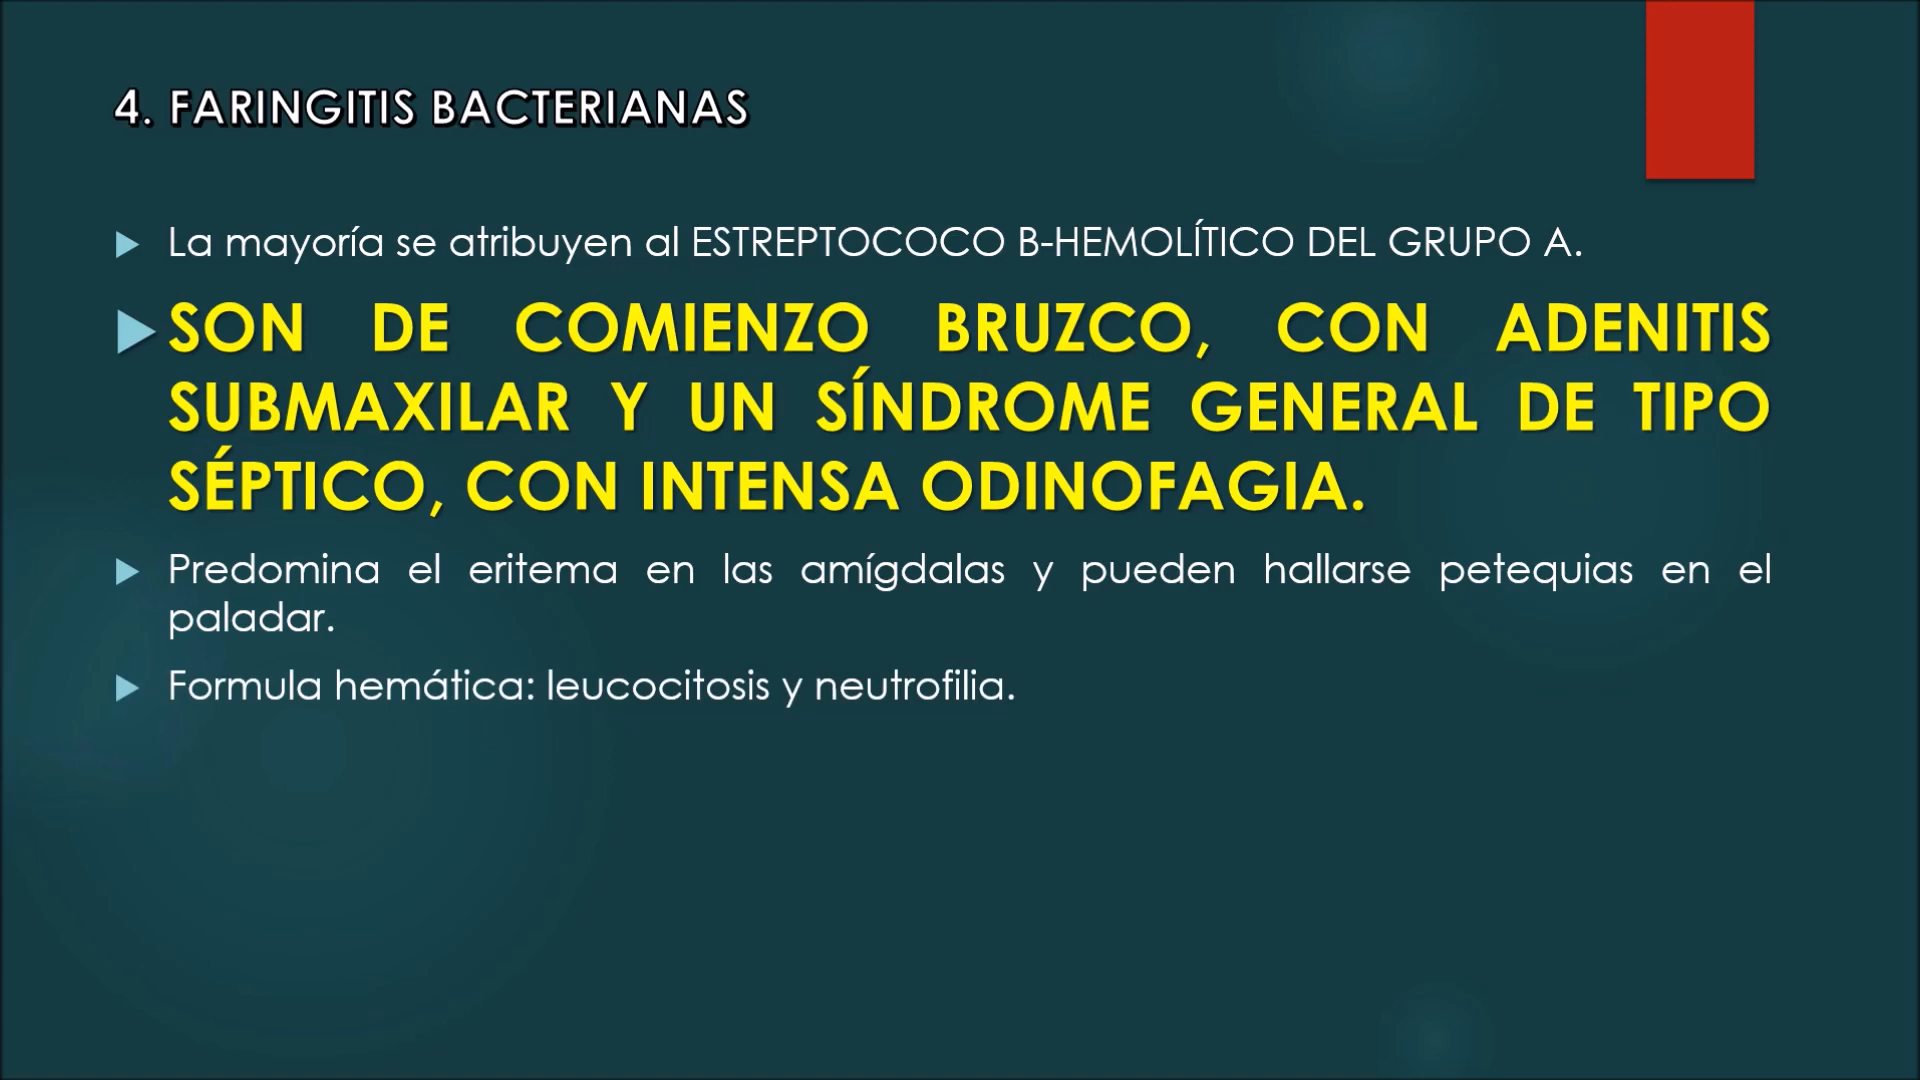 4. FARINGITIS BACTERIANAS
La mayoría se atribuyen al ESTREPTOCOCO B-HEMOLÍTICO DEL GRUPO A.
SON DE COMIENZO BRUZCO, CON ADENITIS
SUBMAXILAR Y UN SÍNDROME GENERAL DE TIPO
SÉPTICO, CON INTENSA ODINOFAGIA.
Predomina el eritema en las amígdalas y pueden hallarse petequias en el
paladar.
Formula hemática: leucocitosis y neutrofilia.